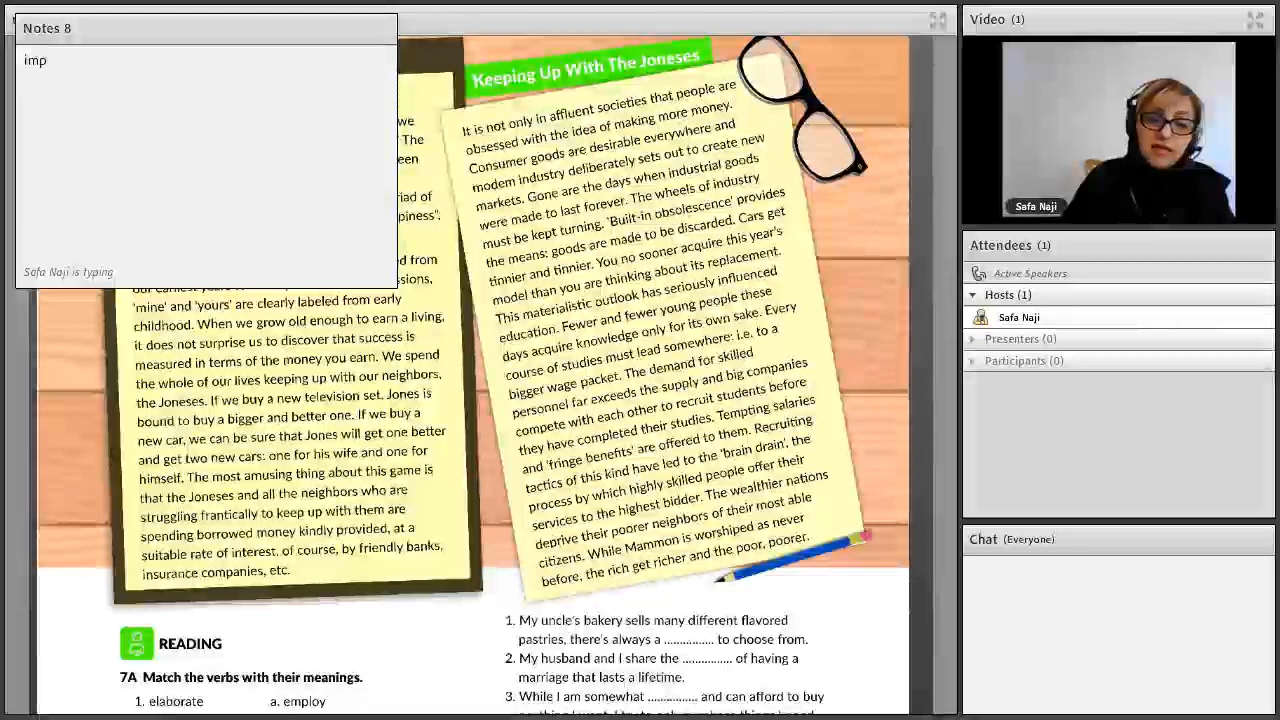 Notes 8
imp
Safa Naji is typing
we
The
een
riad of
piness".
ed from
sions,
'mine' and 'yours' are clearly labeled from early
childhood. When we grow old enough to earn a living,
it does not surprise us to discover that success is
measured in terms of the money you earn. We spend
the whole of our lives keeping up with our neighbors,
the Joneses. If we buy a new television set, Jones is
bound to buy a bigger and better one. If we buy a
new car, we can be sure that Jones will get one better
and get two new cars: one for his wife and one for
himself. The most amusing thing about this game is
that the Joneses and all the neighbors who are
struggling frantically to keep up with them are
spending borrowed money kindly provided, at a
suitable rate of interest, of course, by friendly banks,
insurance companies, etc.
Keeping Up With The Joneses
It is not only in affluent societies that people are
obsessed with the idea of making more money.
Consumer goods are desirable everywhere and
modern industry deliberately sets out to create new
markets. Gone are the days when industrial goods
were made to last forever. The wheels of industry
must be kept turning. 'Built-in obsolescence' provides
the means: goods are made to be discarded. Cars get
tinnier and tinnier. You no sooner acquire this year's
model than you are thinking about its replacement.
This materialistic outlook has seriously influenced
education. Fewer and fewer young people these
days acquire knowledge only for its own sake. Every
course of studies must lead somewhere: i.e. to a
bigger wage packet. The demand for skilled
personnel far exceeds the supply and big companies
compete with each other to recruit students before
they have completed their studies. Tempting salaries
and 'fringe benefits' are offered to them. Recruiting
tactics of this kind have led to the 'brain drain', the
process by which highly skilled people offer their
services to the highest bidder. The wealthier nations
deprive their poorer neighbors of their most able
citizens. While Mammon is worshiped as never
before, the rich get richer and the poor, poorer.
READING
7A Match the verbs with their meanings.
1. elaborate a. employ
1. My uncle's bakery sells many different flavored
pastries, there's always a ................ to choose from.
2. My husband and I share the ................ of having a
marriage that lasts a lifetime.
3. While I am somewhat ................ and can afford to buy
Video (1)
Safa Naji
Attendees (1)
Active Speakers
Hosts (1)
Safa Naji
Presenters (0)
Participants (0)
Chat (Everyone)